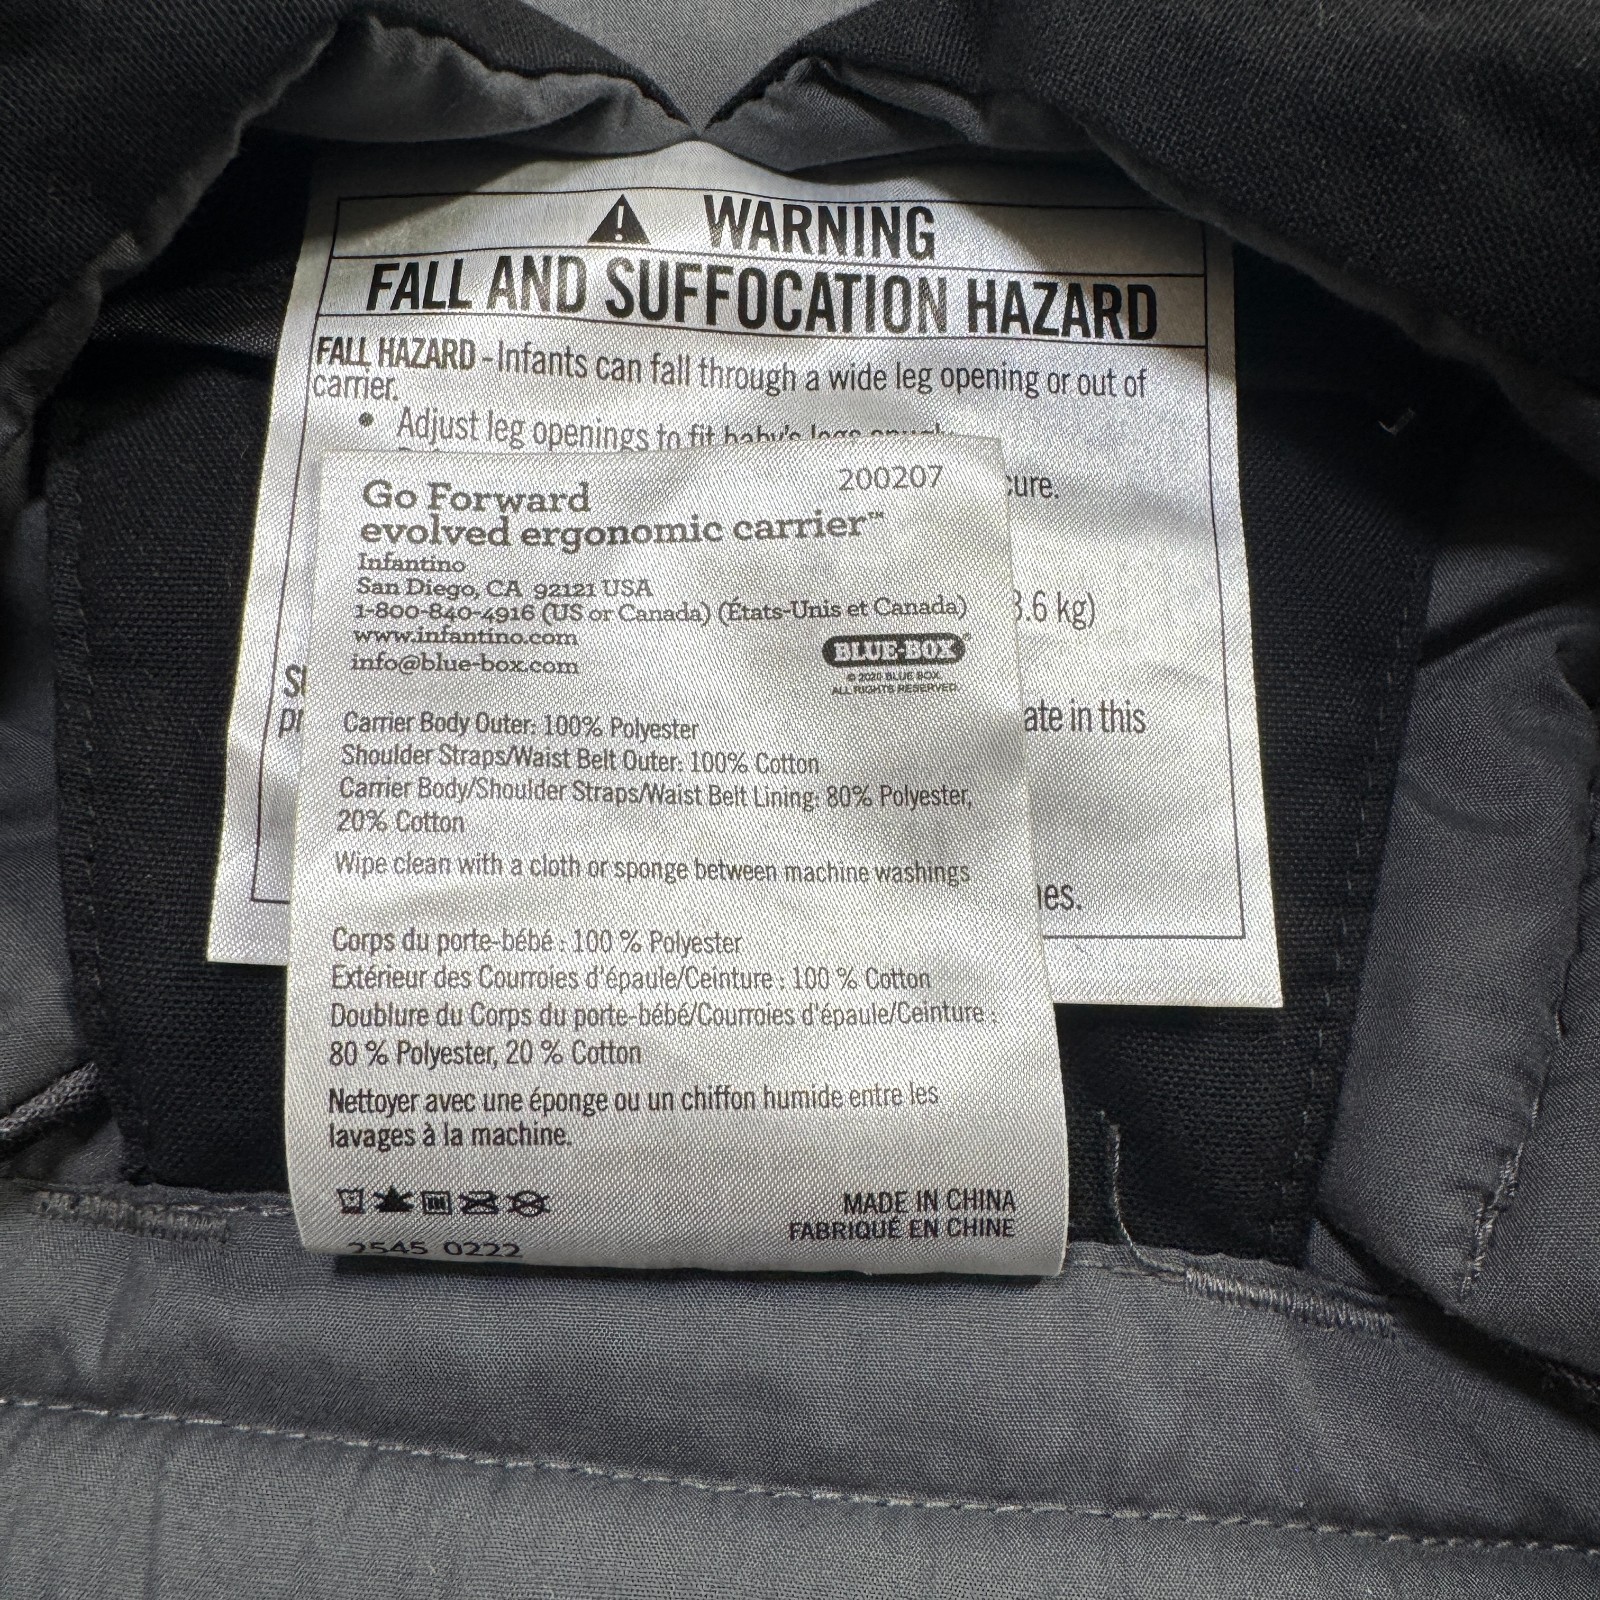 WARNING
FALL AND SUFFOCATION HAZARD
FALL HAZARD - Infants can fall through a wide leg opening or out of
carrier.
• Adjust leg openings to fit baby's legs
cure.
3.6 kg)
ate in this
Go Forward
evolved ergonomic carrier™
200207
Infantino
San Diego, CA 92121 USA
1-800-840-4916 (US or Canada) (États-Unis et Canada)
www.infantino.com
info@blue-box.com
BLUE-BOX
© 2020 BLUE BOX
ALL RIGHTS RESERVED.
Carrier Body Outer: 100% Polyester
Shoulder Straps/Waist Belt Outer: 100% Cotton
Carrier Body/Shoulder Straps/Waist Belt Lining: 80% Polyester,
20% Cotton
Wipe clean with a cloth or sponge between machine washings
Corps du porte-bébé : 100 % Polyester
Extérieur des Courroies d'épaule/Ceinture : 100 % Cotton
Doublure du Corps du porte-bébé/Courroies d'épaule/Ceinture :
80 % Polyester, 20 % Cotton
Nettoyer avec une éponge ou un chiffon humide entre les
lavages à la machine.
MADE IN CHINA
FABRIQUÉ EN CHINE
2545 0222